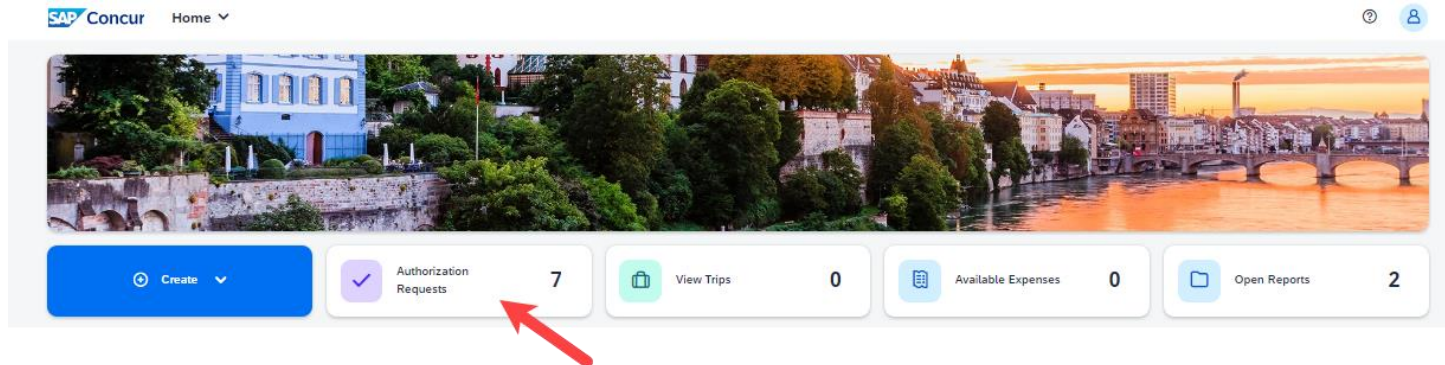 SAP Concur Home
Create
Authorization
Requests
7
View Trips
0
Available Expenses
0
Open Reports
2